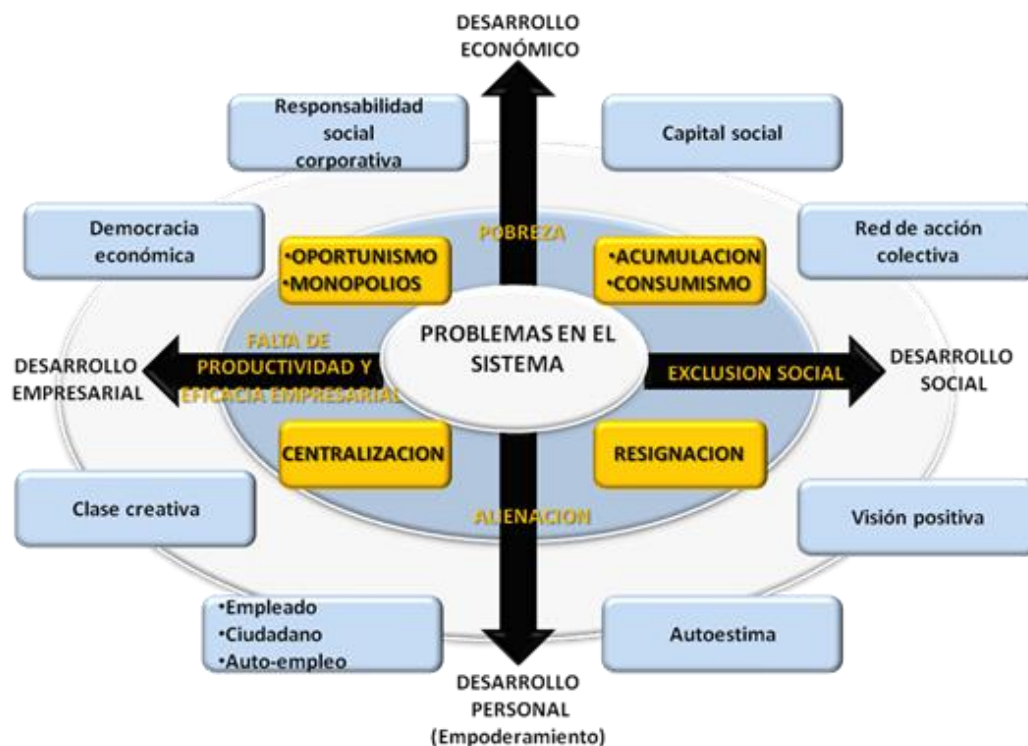 DESARROLLO
ECONÓMICO
Responsabilidad
social
corporativa
Capital social
Democracia
económica
Red de acción
colectiva
POBREZA
•OPORTUNISMO
•MONOPOLIOS
•ACUMULACION
•CONSUMISMO
PROBLEMAS EN EL
SISTEMA
DESARROLLO
EMPRESARIAL
FALTA DE
PRODUCTIVIDAD Y
EFICACIA EMPRESARIAL
EXCLUSION SOCIAL
DESARROLLO
SOCIAL
CENTRALIZACION
RESIGNACION
ALIENACION
Clase creativa
Visión positiva
•Empleado
•Ciudadano
•Auto-empleo
Autoestima
DESARROLLO
PERSONAL
(Empoderamiento)